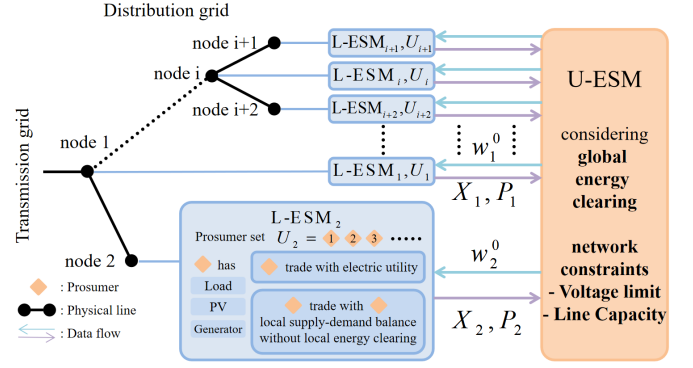 Distribution grid
Transmission grid
node i+1
node i
node i+2
node 1
node 2
L-ESM_{i+1}, U_{i+1}
L-ESM_i, U_i
L-ESM_{i+2}, U_{i+2}
L-ESM_1, U_1
w_1^0
X_1, P_1
w_2^0
X_2, P_2
U-ESM
considering
global
energy
clearing
network
constraints
- Voltage limit
- Line Capacity
L-ESM_2
Prosumer set U_2 = 1 2 3 ......
has
Load
PV
Generator
trade with electric utility
trade with
local supply-demand balance
without local energy clearing
: Prosumer
: Physical line
: Data flow